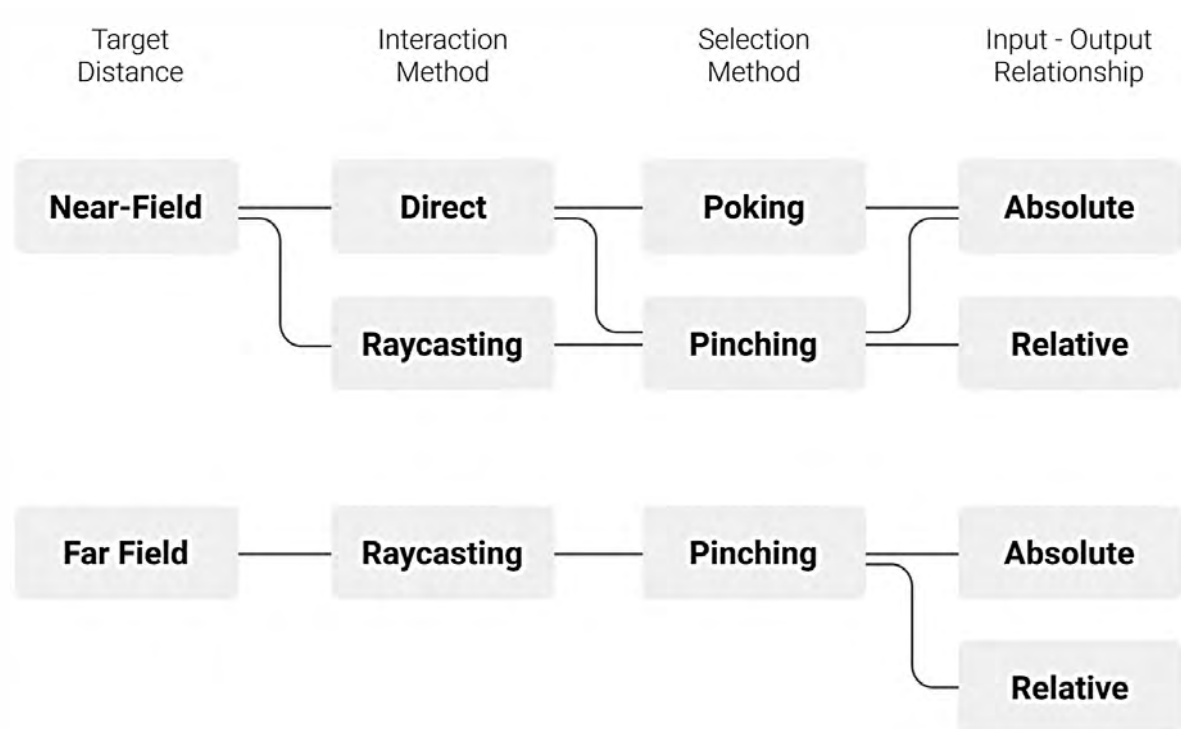 Target
Distance
Interaction
Method
Selection
Method
Input - Output
Relationship
Near-Field
Direct
Poking
Absolute
Raycasting
Pinching
Relative
Far Field
Raycasting
Pinching
Absolute
Relative